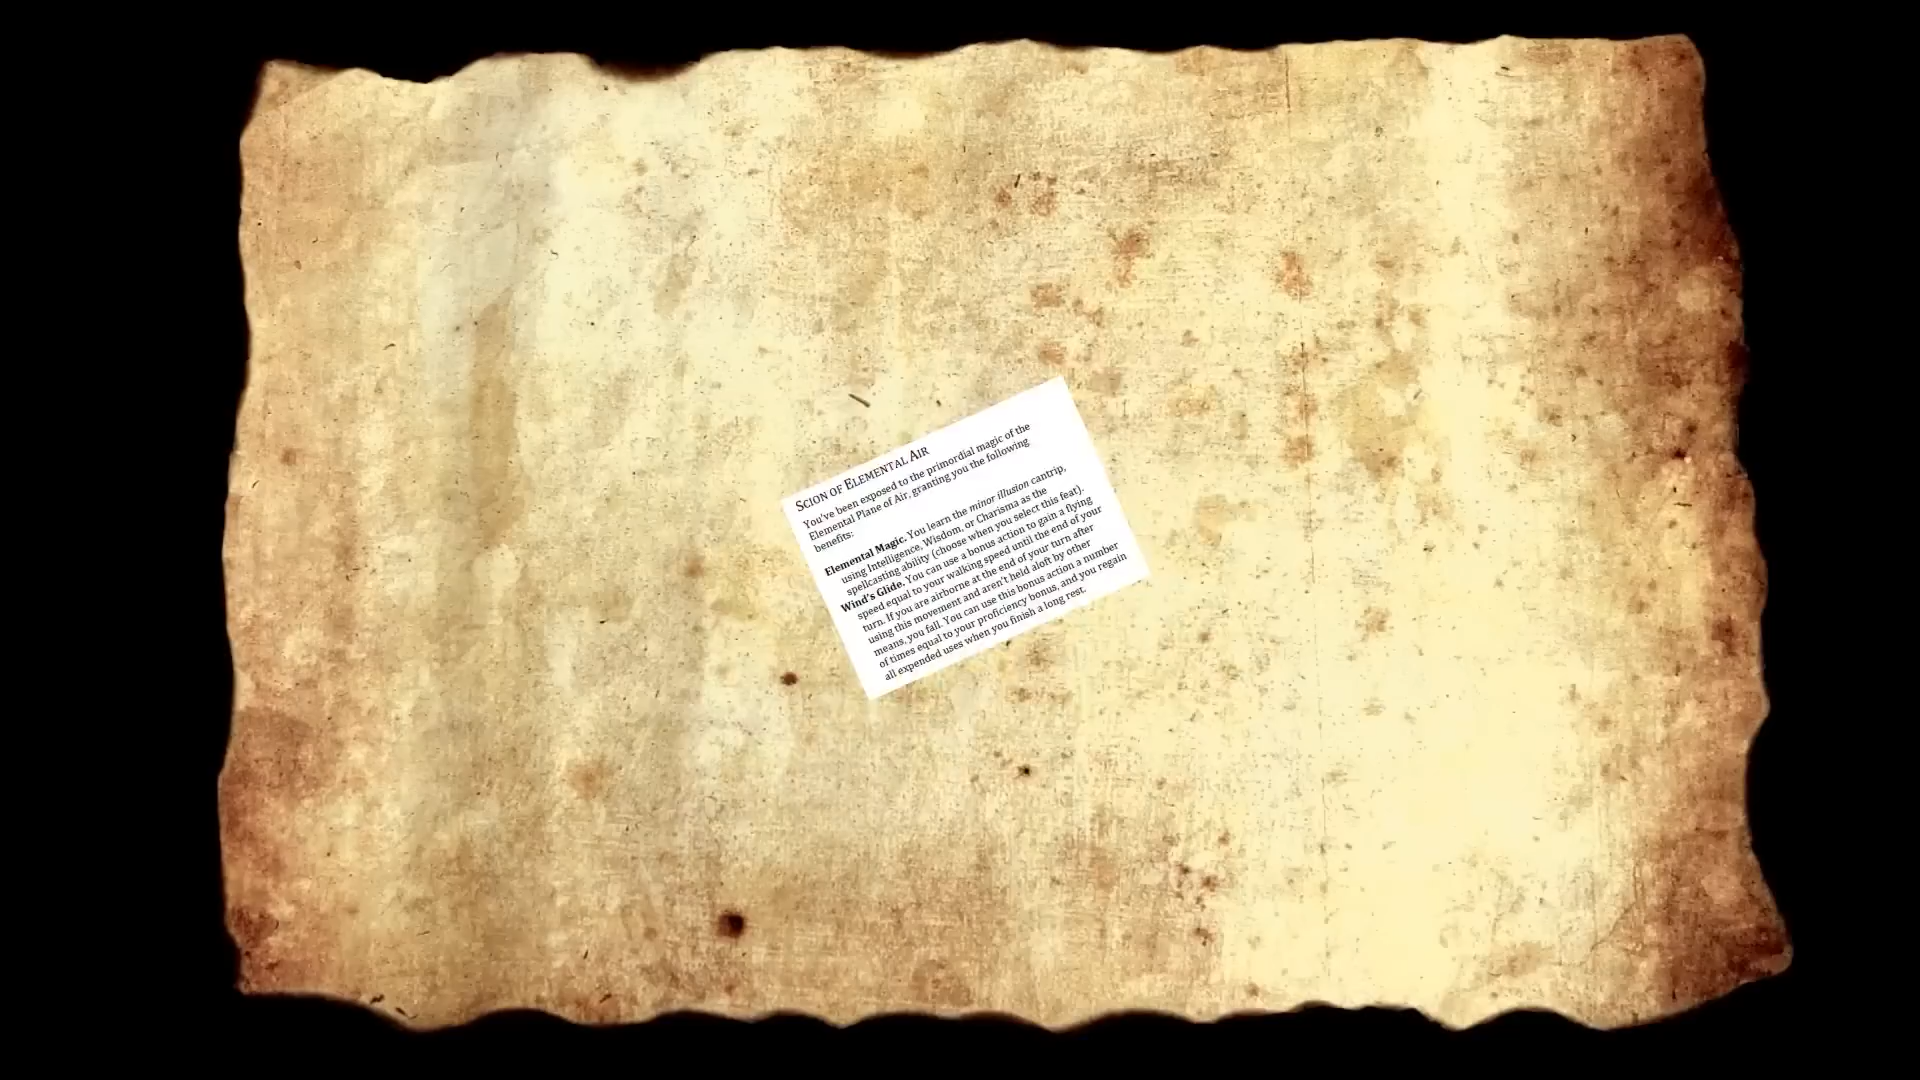 SCION OF ELEMENTAL AIR
You've been exposed to the primordial magic of the
Elemental Plane of Air, granting you the following
benefits:
Elemental Magic. You learn the minor illusion cantrip,
using Intelligence, Wisdom, or Charisma as the
spellcasting ability (choose when you select this feat).
Wind's Glide. You can use a bonus action to gain a flying
speed equal to your walking speed until the end of your
turn. If you are airborne at the end of your turn after
using this movement and aren't held aloft by other
means, you fall. You can use this bonus action a number
of times equal to your proficiency bonus, and you regain
all expended uses when you finish a long rest.